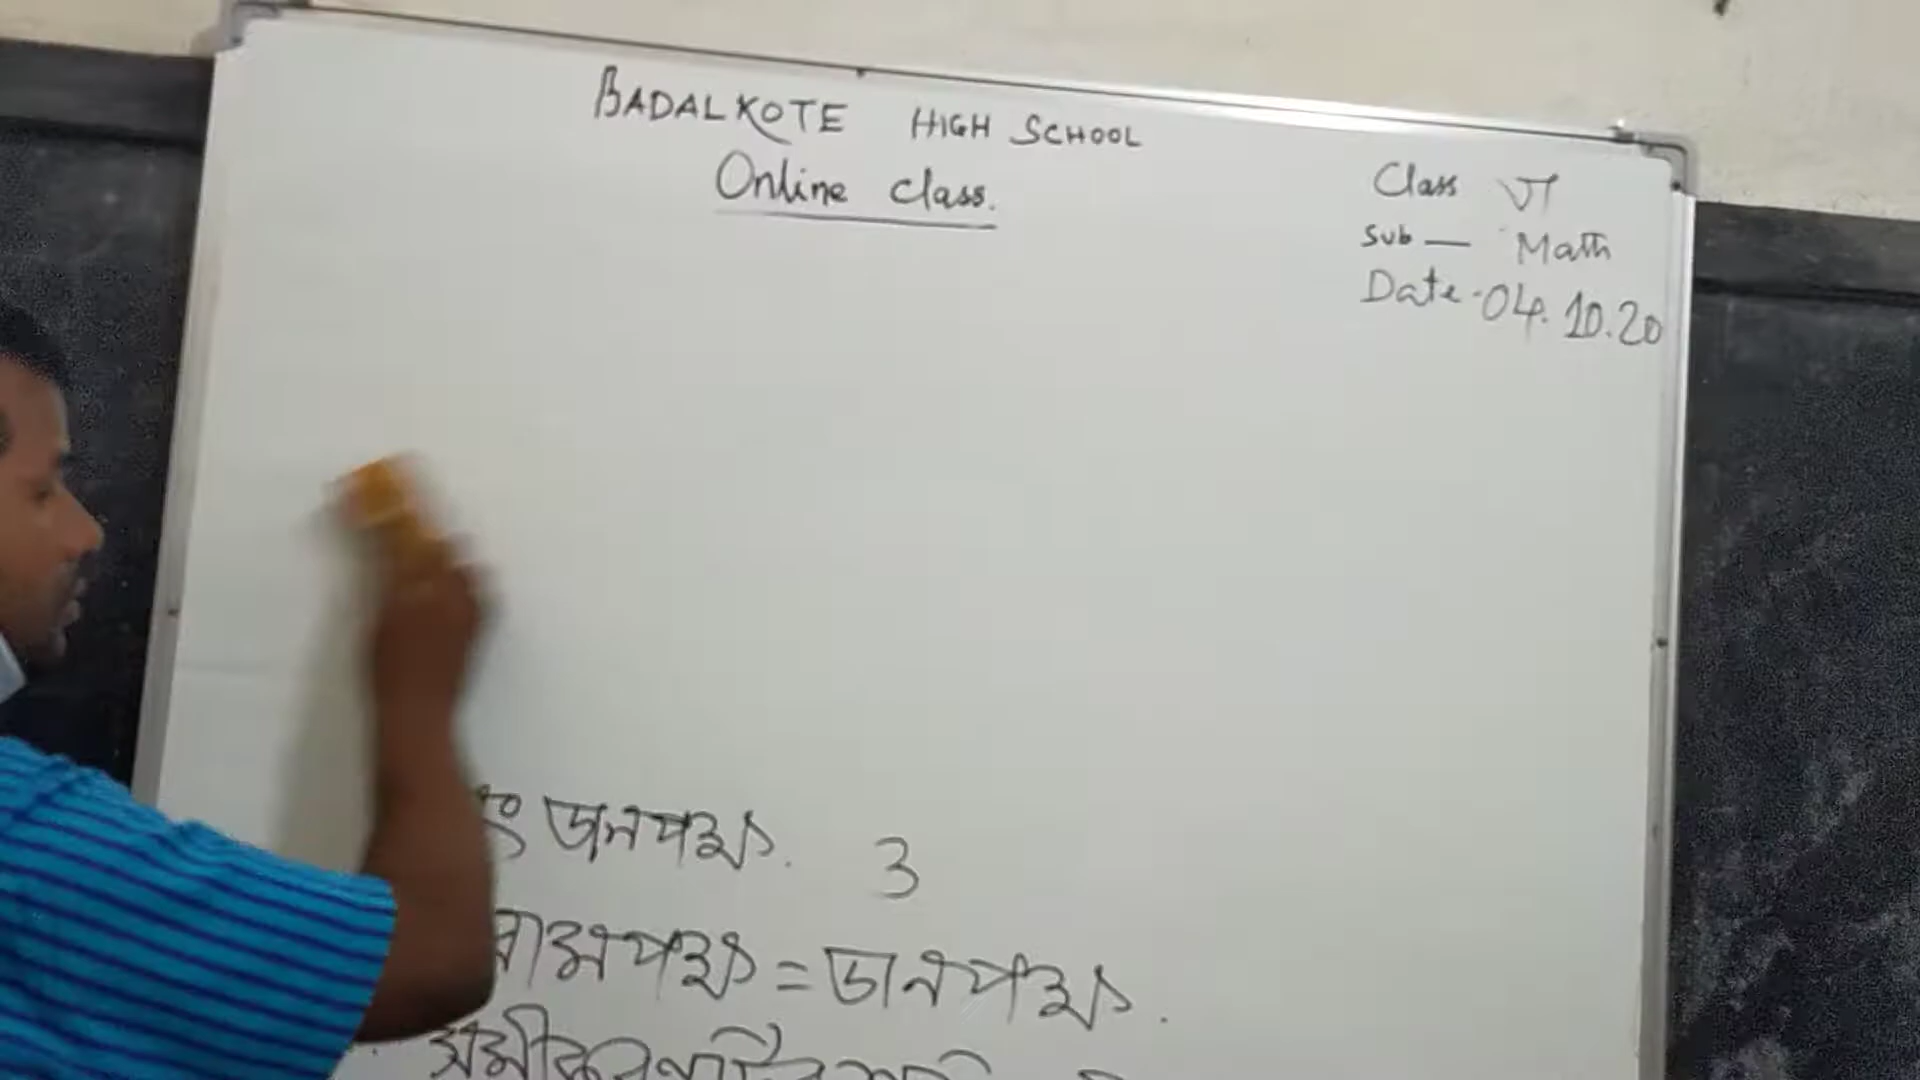 BADALKOTE HIGH SCHOOL
Online class.
Class VI
Sub — Math
Date - 04.10.20
ডানপক্ষ. 3
বামপক্ষ = ডানপক্ষ.